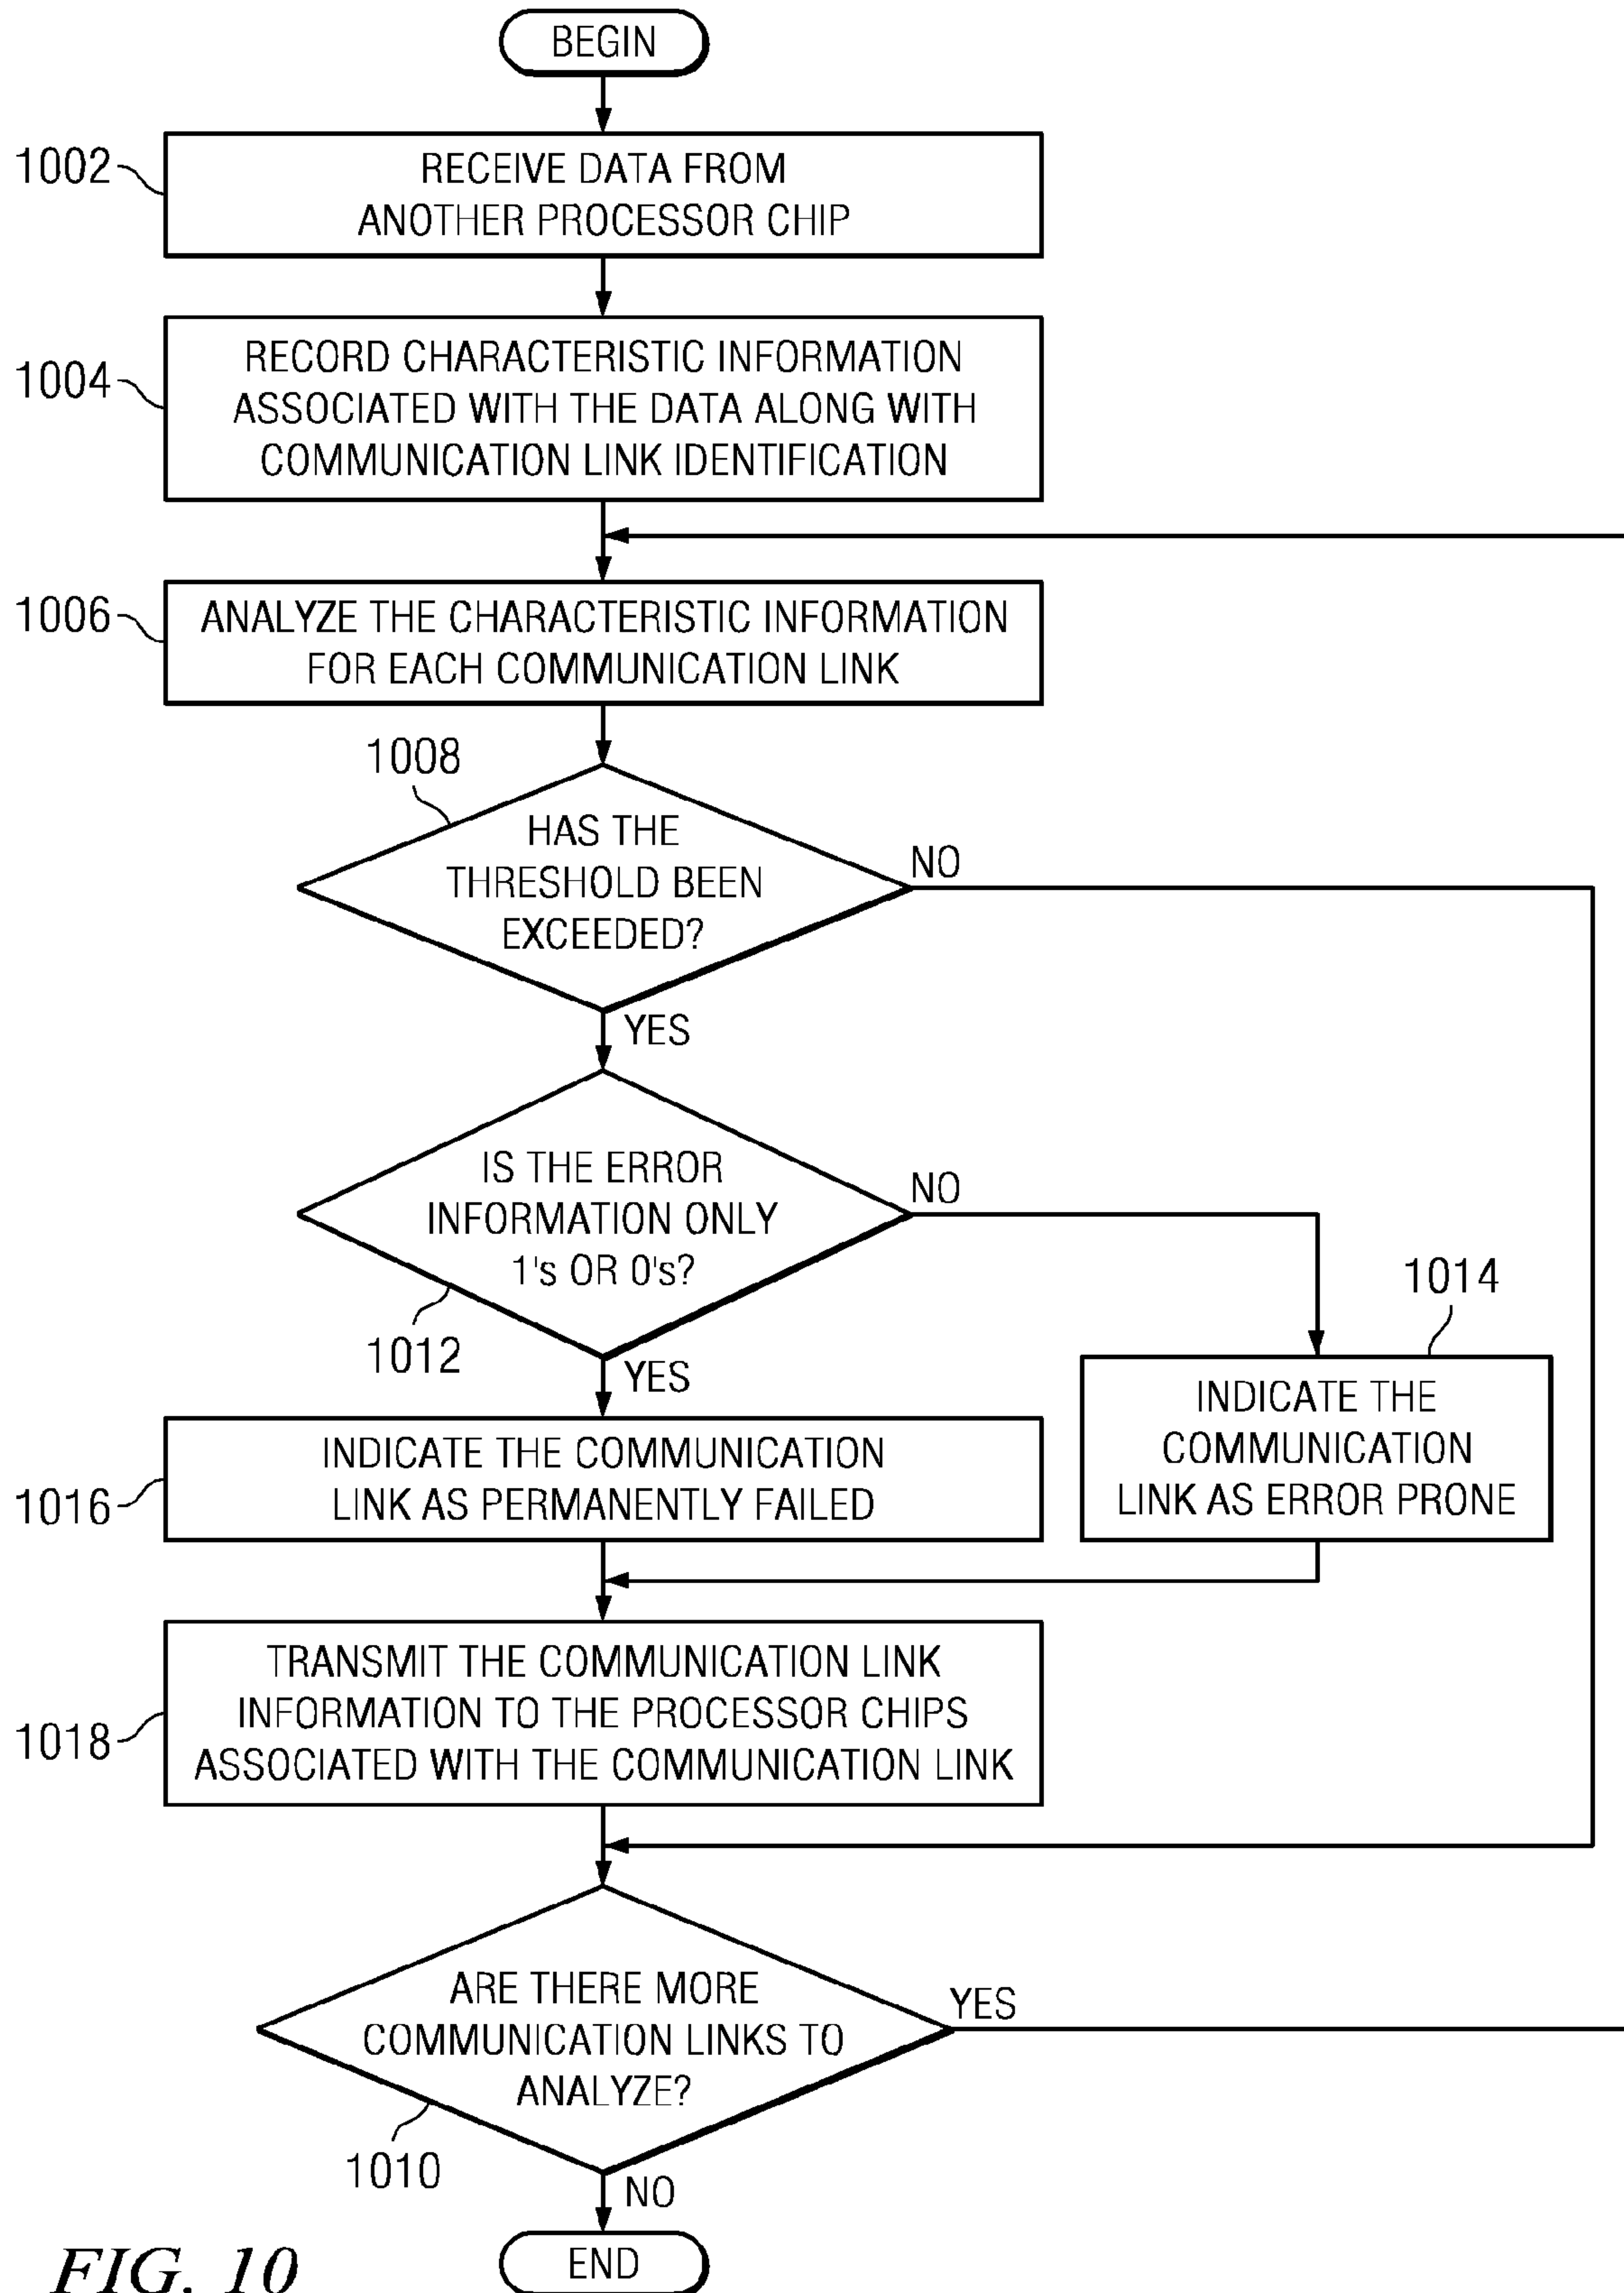 BEGIN
1002
RECEIVE DATA FROM
ANOTHER PROCESSOR CHIP
1004
RECORD CHARACTERISTIC INFORMATION
ASSOCIATED WITH THE DATA ALONG WITH
COMMUNICATION LINK IDENTIFICATION
1006
ANALYZE THE CHARACTERISTIC INFORMATION
FOR EACH COMMUNICATION LINK
1008
HAS THE
THRESHOLD BEEN
EXCEEDED?
NO
YES
IS THE ERROR
INFORMATION ONLY
1's OR 0's?
NO
1012
YES
1014
INDICATE THE
COMMUNICATION
LINK AS ERROR PRONE
1016
INDICATE THE COMMUNICATION
LINK AS PERMANENTLY FAILED
1018
TRANSMIT THE COMMUNICATION LINK
INFORMATION TO THE PROCESSOR CHIPS
ASSOCIATED WITH THE COMMUNICATION LINK
ARE THERE MORE
COMMUNICATION LINKS TO
ANALYZE?
YES
1010
NO
END
FIG. 10